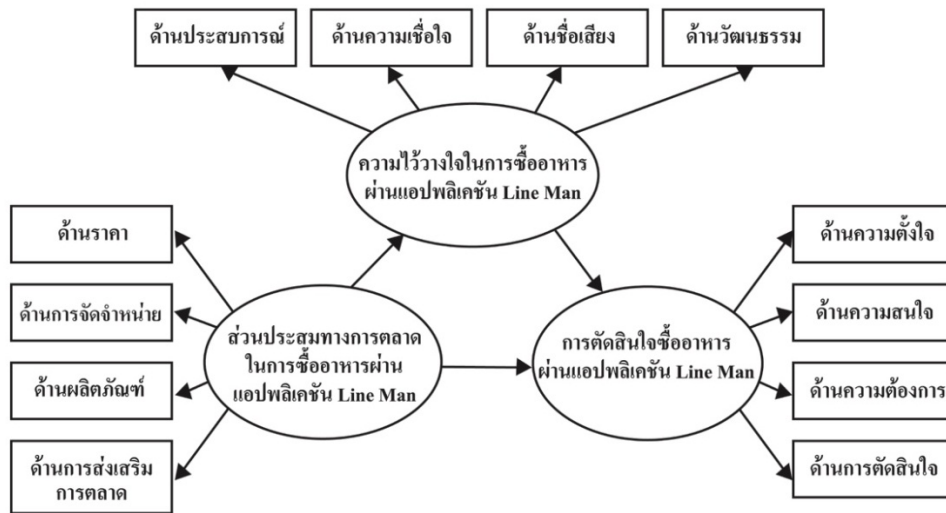 ด้านประสบการณ์
ด้านความเชื่อใจ
ด้านชื่อเสียง
ด้านวัฒนธรรม
ความไว้วางใจในการซื้ออาหาร
ผ่านแอปพลิเคชัน Line Man
ด้านราคา
ด้านการจัดจำหน่าย
ด้านผลิตภัณฑ์
ด้านการส่งเสริม
การตลาด
ส่วนประสมทางการตลาด
ในการซื้ออาหารผ่าน
แอปพลิเคชัน Line Man
การตัดสินใจซื้ออาหาร
ผ่านแอปพลิเคชัน Line Man
ด้านความตั้งใจ
ด้านความสนใจ
ด้านความต้องการ
ด้านการตัดสินใจ